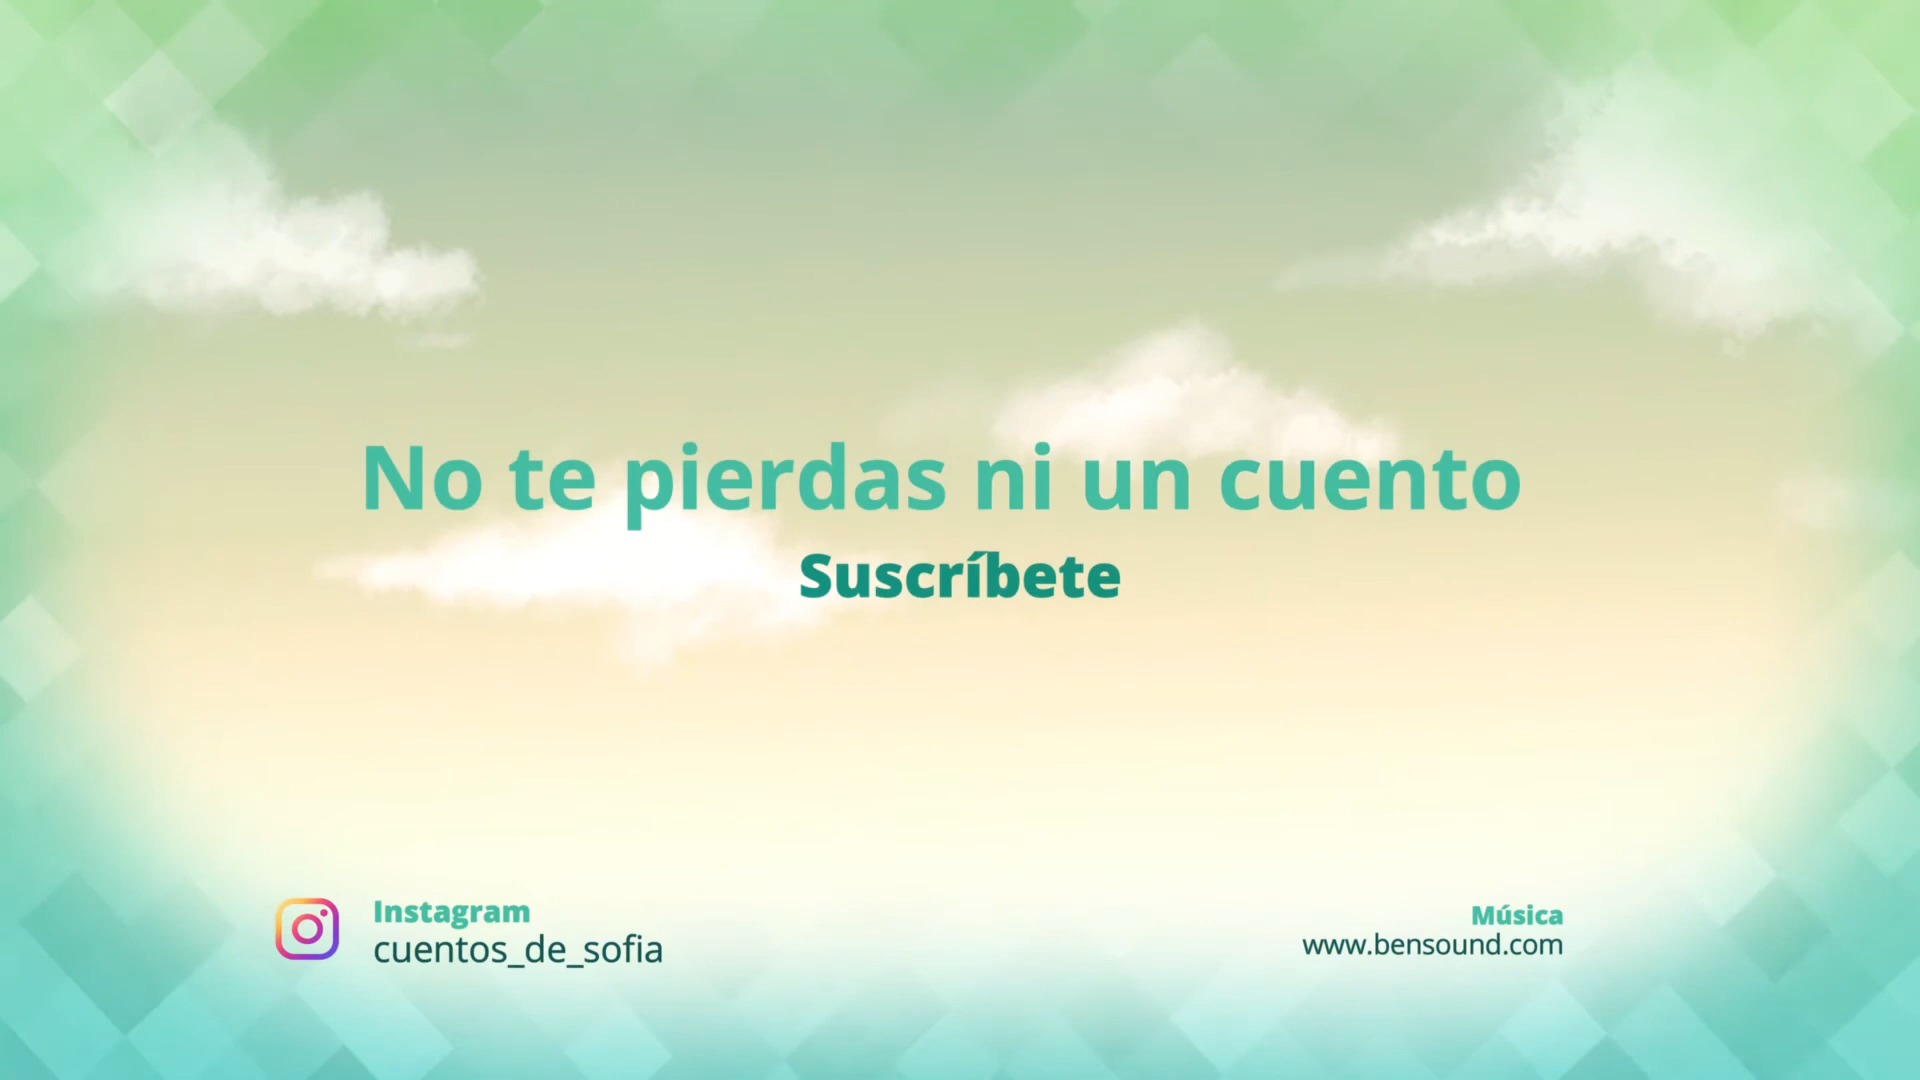 No te pierdas ni un cuento
Suscríbete
Instagram
cuentos_de_sofia
Música
www.bensound.com